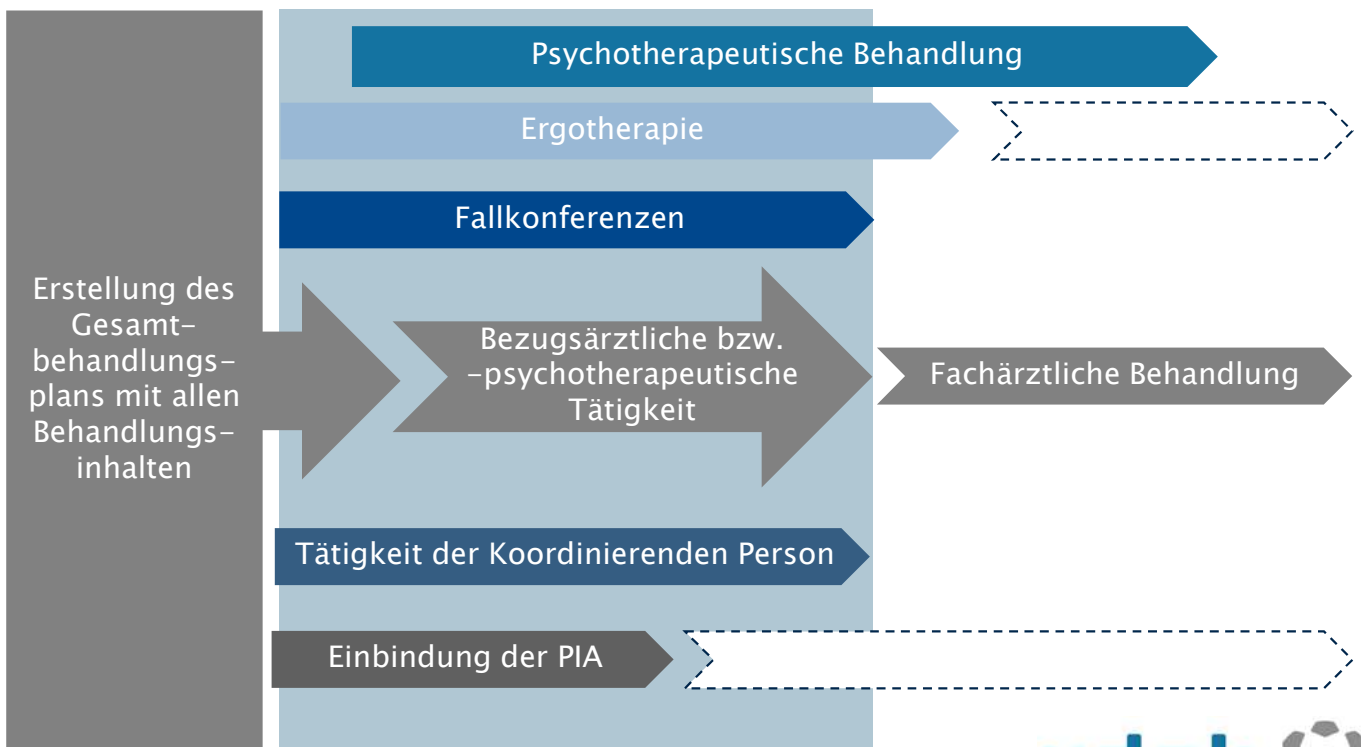 Psychotherapeutische Behandlung
Ergotherapie
Fallkonferenzen
Erstellung des
Gesamt-
behandlungs-
plans mit allen
Behandlungs-
inhalten
Bezugsärztliche bzw.
-psychotherapeutische
Tätigkeit
Fachärztliche Behandlung
Tätigkeit der Koordinierenden Person
Einbindung der PIA